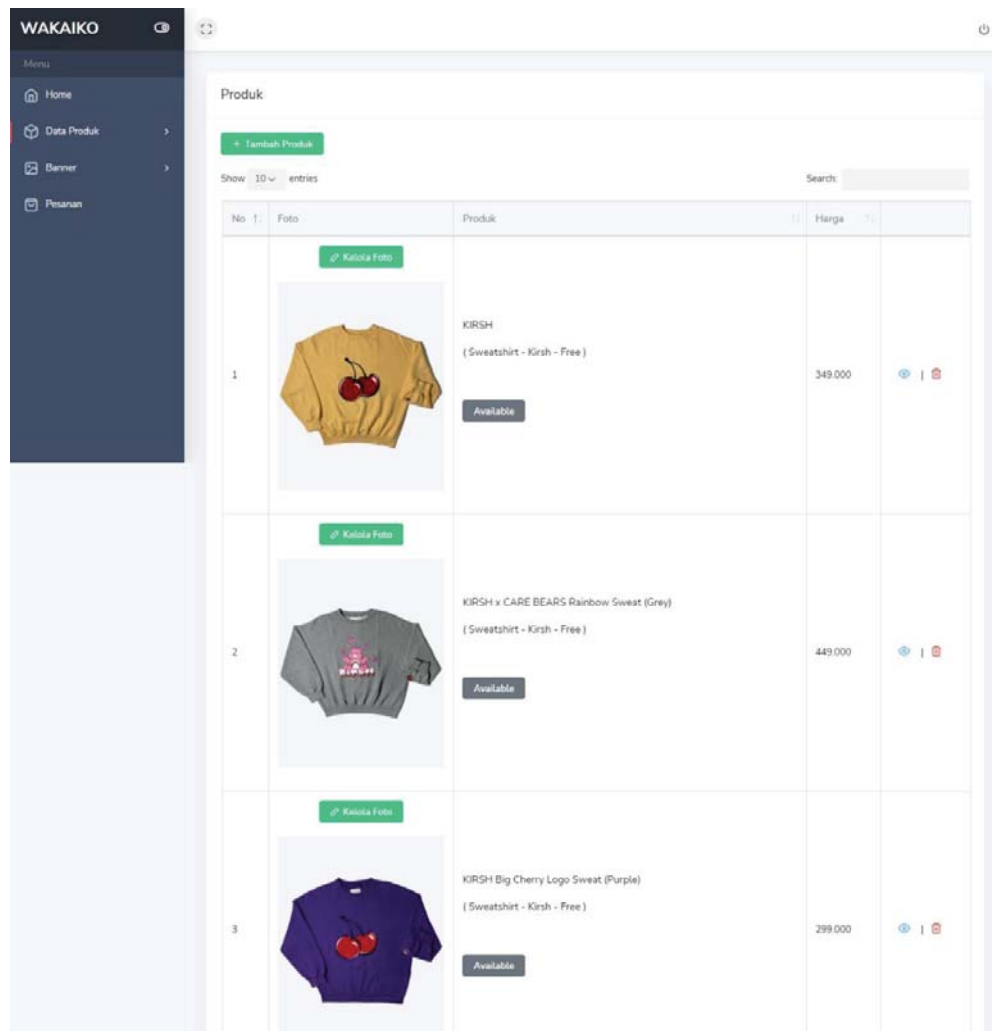 WAKAIKO
Menu
Home
Data Produk
Banner
Pesanan
Produk
+ Tambah Produk
Show 10 entries
Search:
No Foto Produk Harga
Kelola Foto
KIRSH
( Sweatshirt - Kirsh - Free )
1 349.000 |
Available
Kelola Foto
KIRSH x CARE BEARS Rainbow Sweat (Grey)
( Sweatshirt - Kirsh - Free )
KIRSH
2 449.000 |
Available
Kelola Foto
KIRSH Big Cherry Logo Sweat (Purple)
( Sweatshirt - Kirsh - Free )
3 299.000 |
Available